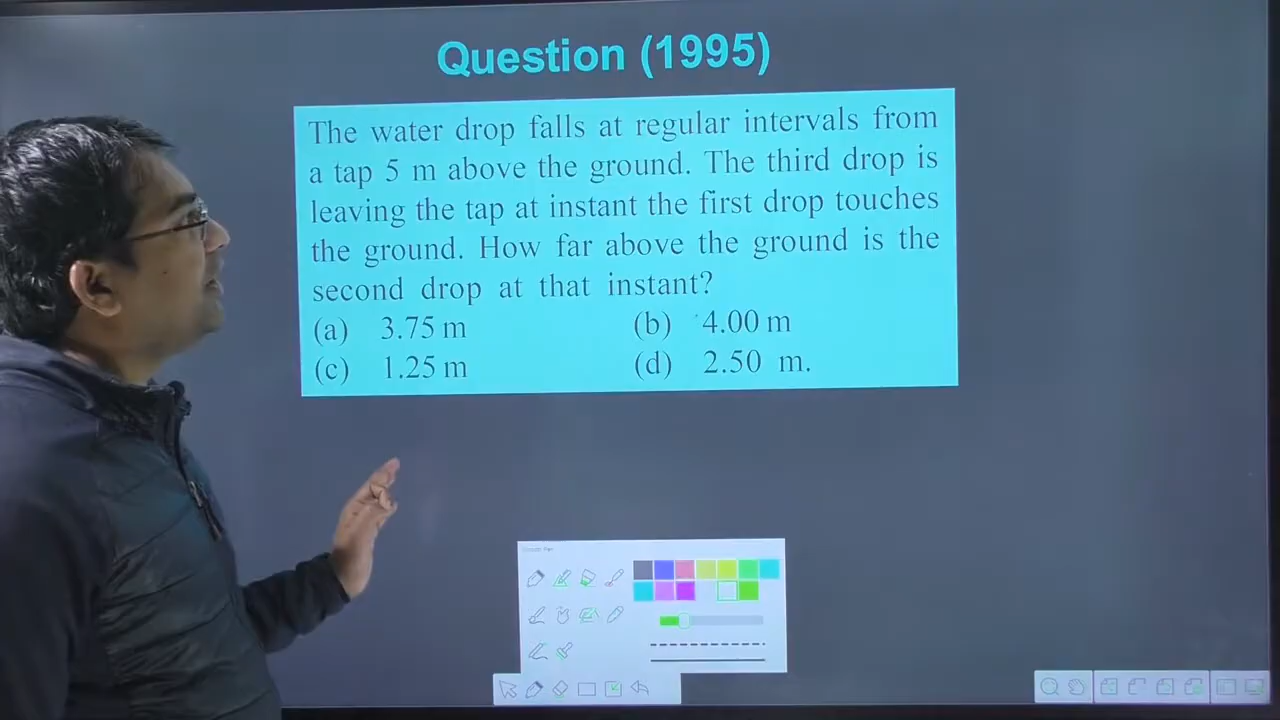 Question (1995)
The water drop falls at regular intervals from
a tap 5 m above the ground. The third drop is
leaving the tap at instant the first drop touches
the ground. How far above the ground is the
second drop at that instant?
(a) 3.75 m (b) 4.00 m
(c) 1.25 m (d) 2.50 m.